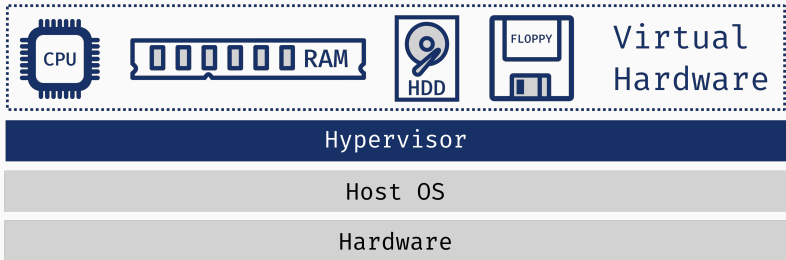 CPU
RAM
HDD
FLOPPY
Virtual
Hardware
Hypervisor
Host OS
Hardware